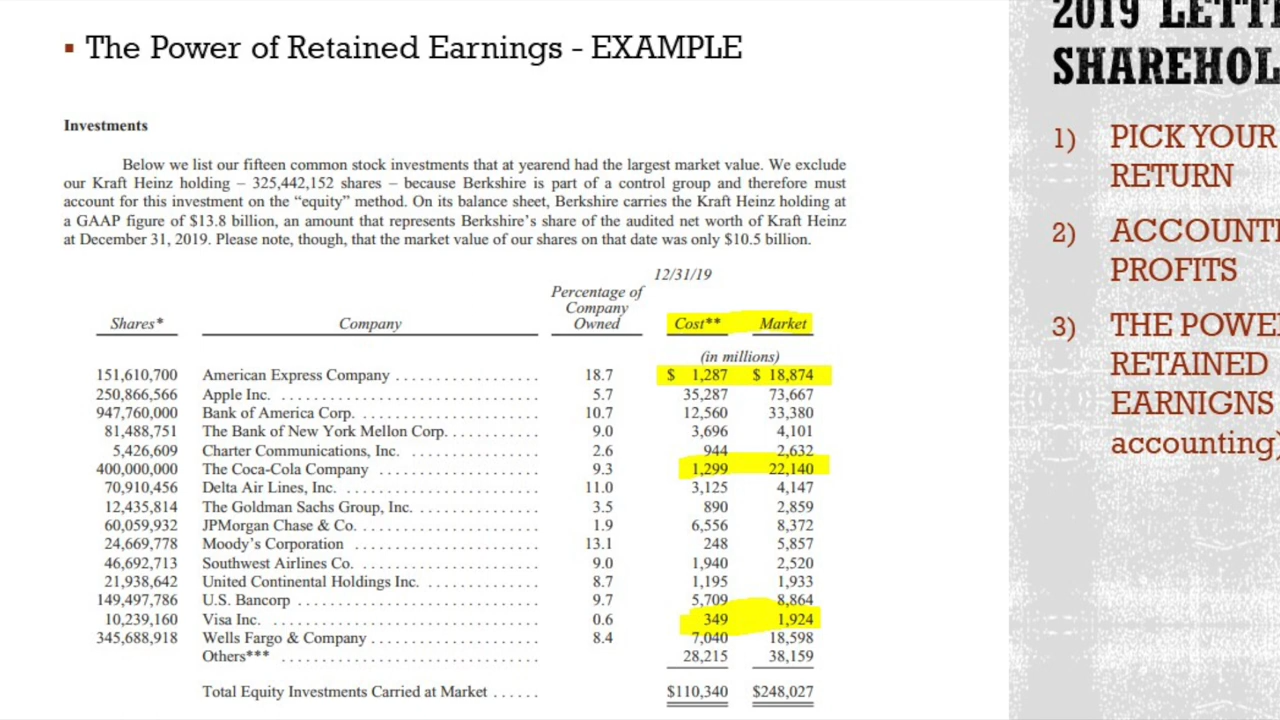 ▪ The Power of Retained Earnings - EXAMPLE
Investments
Below we list our fifteen common stock investments that at yearend had the largest market value. We exclude
our Kraft Heinz holding – 325,442,152 shares – because Berkshire is part of a control group and therefore must
account for this investment on the “equity” method. On its balance sheet, Berkshire carries the Kraft Heinz holding at
a GAAP figure of $13.8 billion, an amount that represents Berkshire’s share of the audited net worth of Kraft Heinz
at December 31, 2019. Please note, though, that the market value of our shares on that date was only $10.5 billion.
12/31/19
Percentage of
Company
Shares* Company Owned Cost** Market
(in millions)
151,610,700 American Express Company . . . . . . . . . . . . . . . . . . . 18.7 $ 1,287 $ 18,874
250,866,566 Apple Inc. . . . . . . . . . . . . . . . . . . . . . . . . . . . . . . 5.7 35,287 73,667
947,760,000 Bank of America Corp. . . . . . . . . . . . . . . . . . . . . . . 10.7 12,560 33,380
81,488,751 The Bank of New York Mellon Corp. . . . . . . . . . . . 9.0 3,696 4,101
5,426,609 Charter Communications, Inc. . . . . . . . . . . . . . . . . . 2.6 944 2,632
400,000,000 The Coca-Cola Company . . . . . . . . . . . . . . . . . . . . . 9.3 1,299 22,140
70,910,456 Delta Air Lines, Inc. . . . . . . . . . . . . . . . . . . . . . . . . 11.0 3,125 4,147
12,435,814 The Goldman Sachs Group, Inc. . . . . . . . . . . . . . . . 3.5 890 2,859
60,059,932 JPMorgan Chase & Co. . . . . . . . . . . . . . . . . . . . . . . 1.9 6,556 8,372
24,669,778 Moody’s Corporation . . . . . . . . . . . . . . . . . . . . . . . . 13.1 248 5,857
46,692,713 Southwest Airlines Co. . . . . . . . . . . . . . . . . . . . . . . . 9.0 1,940 2,520
21,938,642 United Continental Holdings Inc. . . . . . . . . . . . . . . . 8.7 1,195 1,933
149,497,786 U.S. Bancorp . . . . . . . . . . . . . . . . . . . . . . . . . . . . . . . 9.7 5,709 8,864
10,239,160 Visa Inc. . . . . . . . . . . . . . . . . . . . . . . . . . . . . . . . . . . 0.6 349 1,924
345,688,918 Wells Fargo & Company . . . . . . . . . . . . . . . . . . . . . . 8.4 7,040 18,598
Others*** . . . . . . . . . . . . . . . . . . . . . . . . . . . . . . . . . 28,215 38,159
Total Equity Investments Carried at Market . . . . . . $110,340 $248,027
2019 LETT
SHAREHOL
1) PICK YOUR
RETURN
2) ACCOUNT
PROFITS
3) THE POWE
RETAINED
EARNIGNS
accounting)